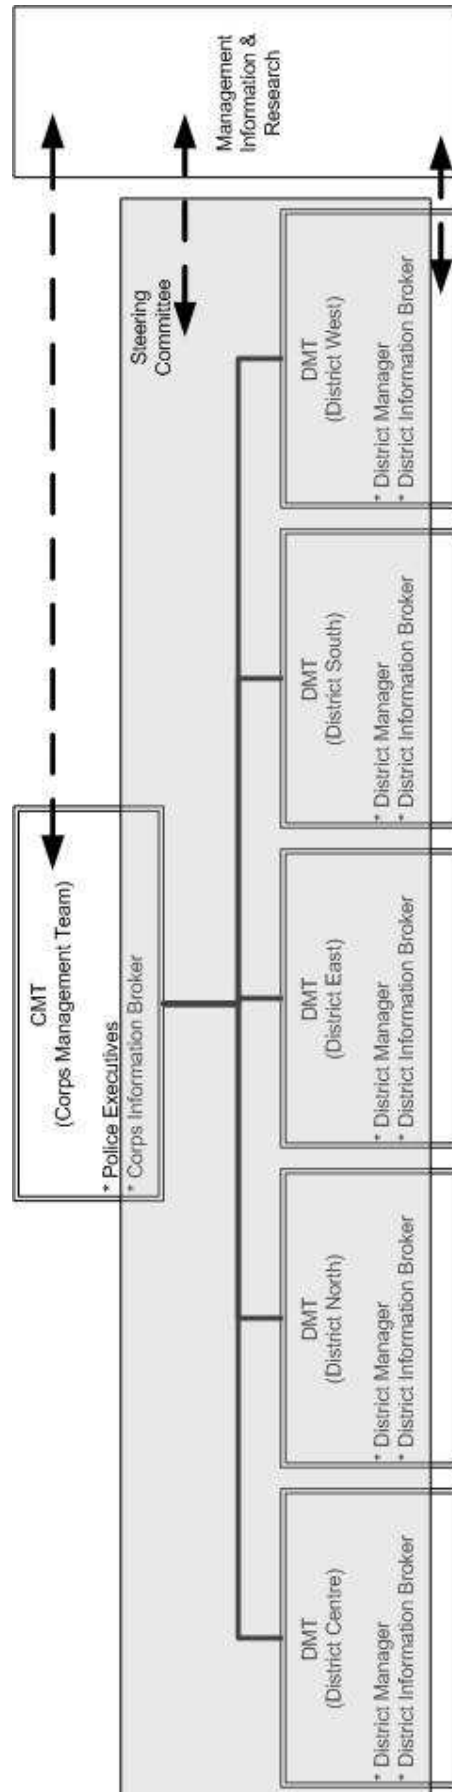 CMT
(Corps Management Team)
* Police Executives
* Corps Information Broker
Steering
Committee
Management
Information &
Research
DMT
(District Centre)
* District Manager
* District Information Broker
DMT
(District North)
* District Manager
* District Information Broker
DMT
(District East)
* District Manager
* District Information Broker
DMT
(District South)
* District Manager
* District Information Broker
DMT
(District West)
* District Manager
* District Information Broker